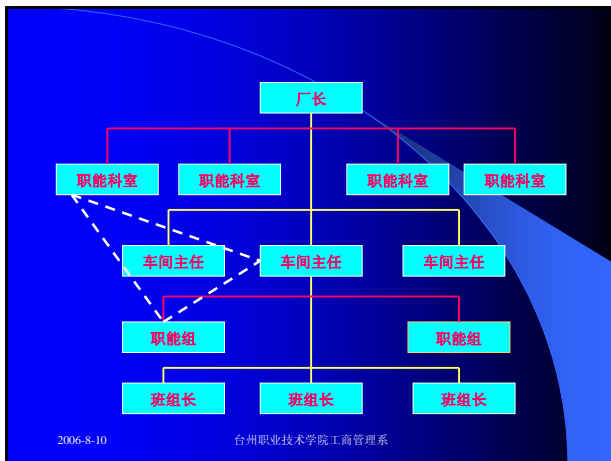 厂长
职能科室 职能科室 职能科室 职能科室
车间主任 车间主任 车间主任
职能组 职能组
班组长 班组长 班组长
2006-8-10 台州职业技术学院工商管理系